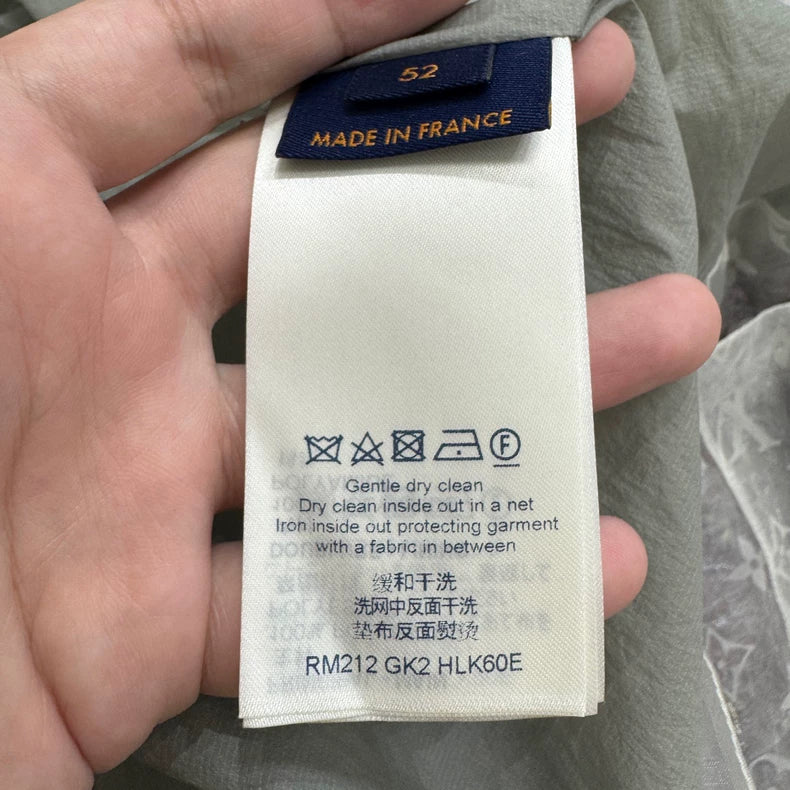 52
MADE IN FRANCE
F
Gentle dry clean
Dry clean inside out in a net
Iron inside out protecting garment
with a fabric in between
缓和干洗
洗网中反面干洗
垫布反面熨烫
RM212 GK2 HLK60E